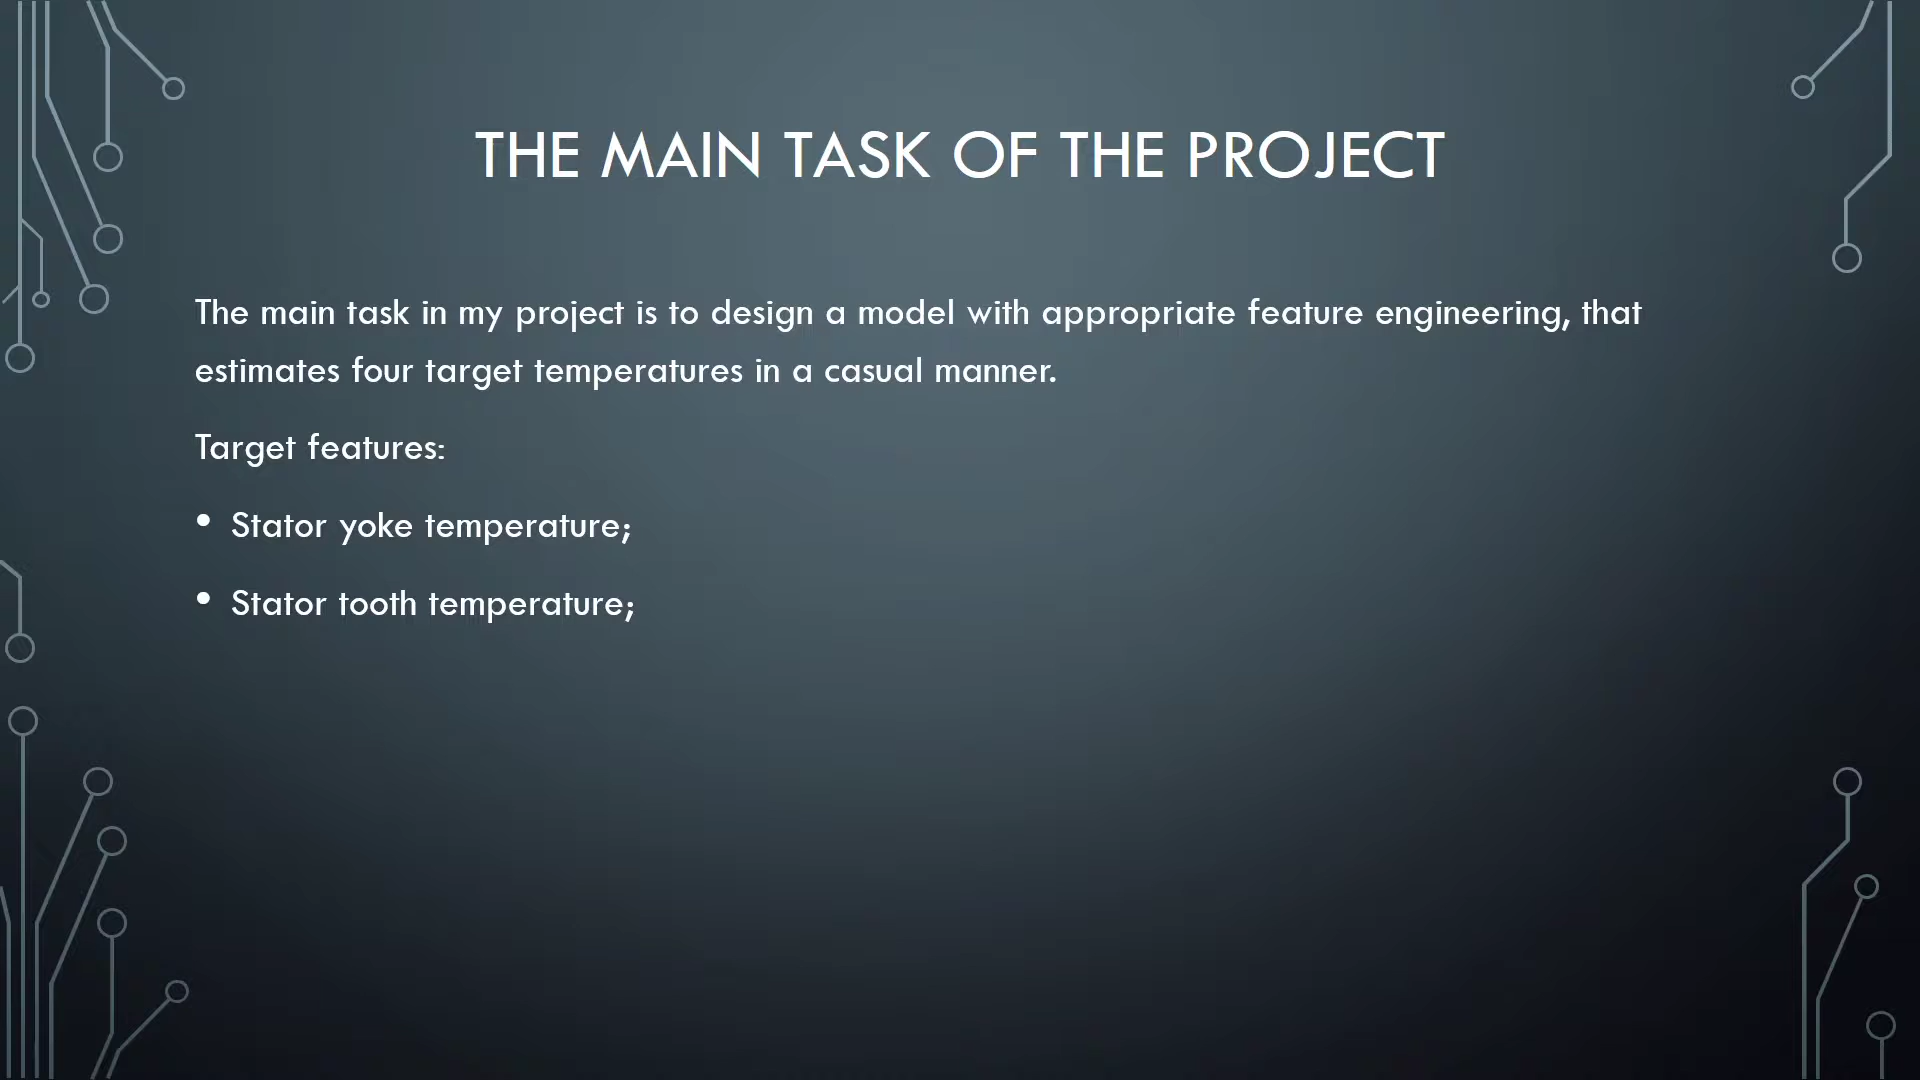 THE MAIN TASK OF THE PROJECT
The main task in my project is to design a model with appropriate feature engineering, that
estimates four target temperatures in a casual manner.
Target features:
• Stator yoke temperature;
• Stator tooth temperature;